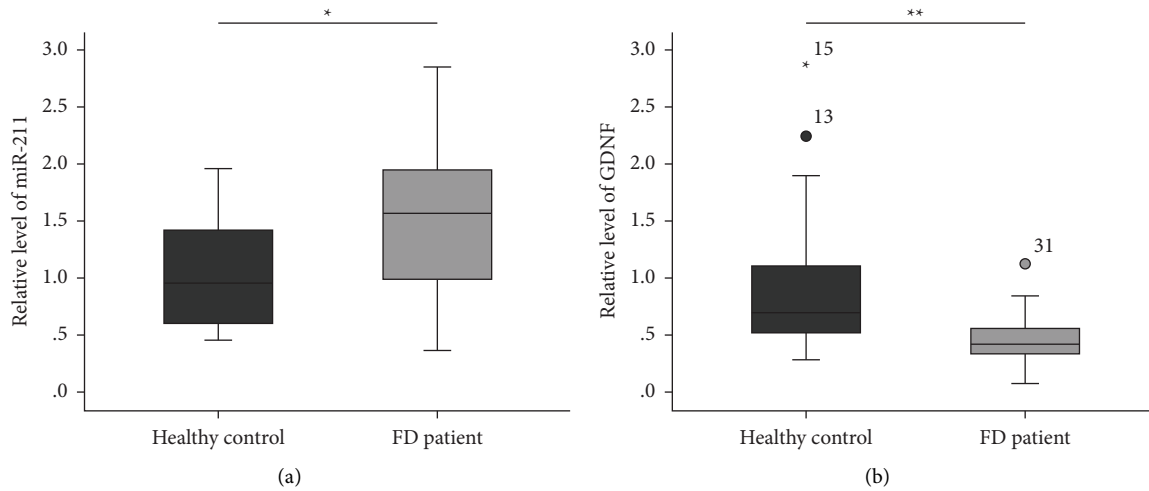 *
3.0
2.5
2.0
1.5
1.0
.5
.0
Relative level of miR-211
Healthy control
FD patient
(a)
**
3.0
2.5
2.0
1.5
1.0
.5
.0
Relative level of GDNF
15
*
13
31
Healthy control
FD patient
(b)